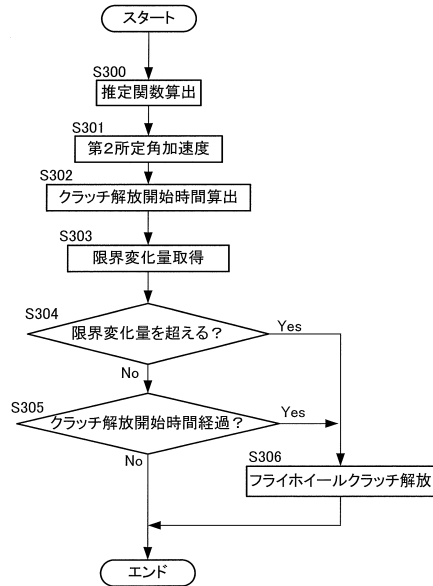 スタート
S300
推定関数算出
S301
第2所定角加速度
S302
クラッチ解放開始時間算出
S303
限界変化量取得
S304
限界変化量を超える?
Yes
No
S305
クラッチ解放開始時間経過?
Yes
No
S306
フライホイールクラッチ解放
エンド